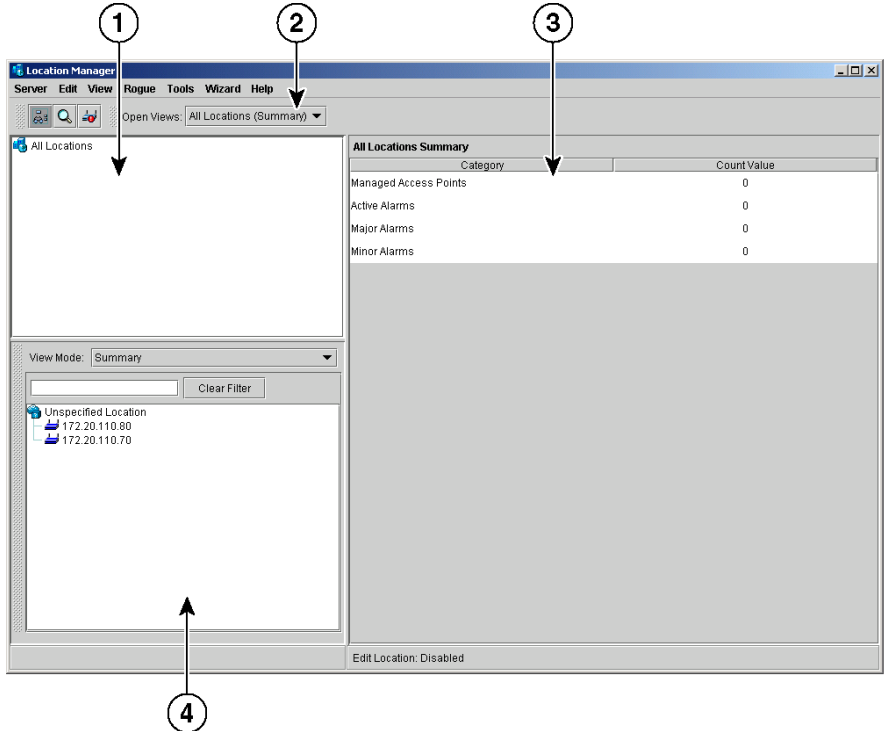 1 2 3
Location Manager
Server Edit View Rogue Tools Wizard Help
Open Views: All Locations (Summary)
All Locations
All Locations Summary
Category Count Value
Managed Access Points 0
Active Alarms 0
Major Alarms 0
Minor Alarms 0
View Mode: Summary
Clear Filter
Unspecified Location
172.20.110.80
172.20.110.70
Edit Location: Disabled
4